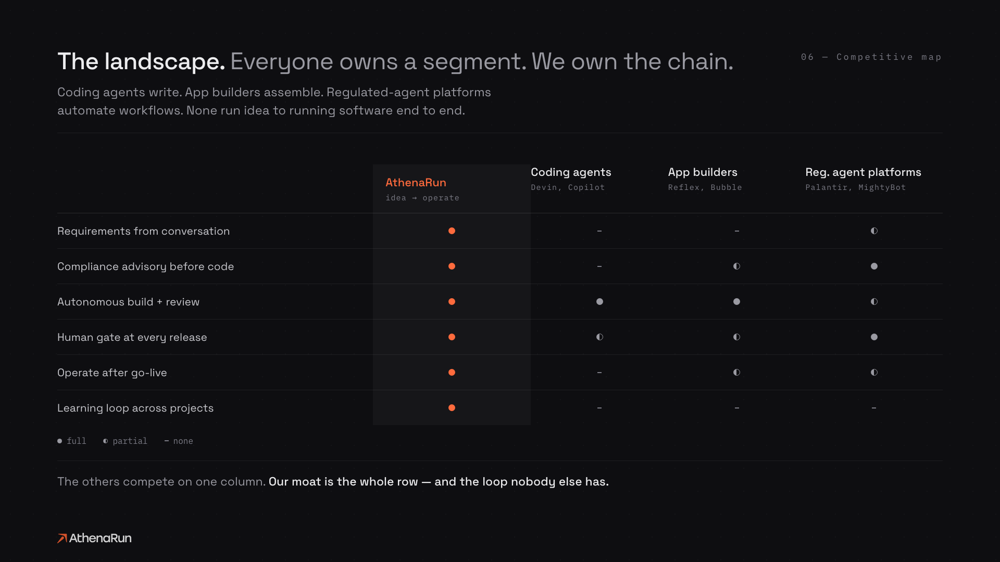 The landscape. Everyone owns a segment. We own the chain.
06 — Competitive map
Coding agents write. App builders assemble. Regulated-agent platforms
automate workflows. None run idea to running software end to end.
AthenaRun
idea → operate
Coding agents
Devin, Copilot
App builders
Reflex, Bubble
Reg. agent platforms
Palantir, MightyBot
Requirements from conversation ● – – ◐
Compliance advisory before code ● – ◐ ●
Autonomous build + review ● ● ● ◐
Human gate at every release ● ◐ ◐ ●
Operate after go-live ● – ◐ ◐
Learning loop across projects ● – – –
● full ◐ partial – none
The others compete on one column. Our moat is the whole row — and the loop nobody else has.
AthenaRun